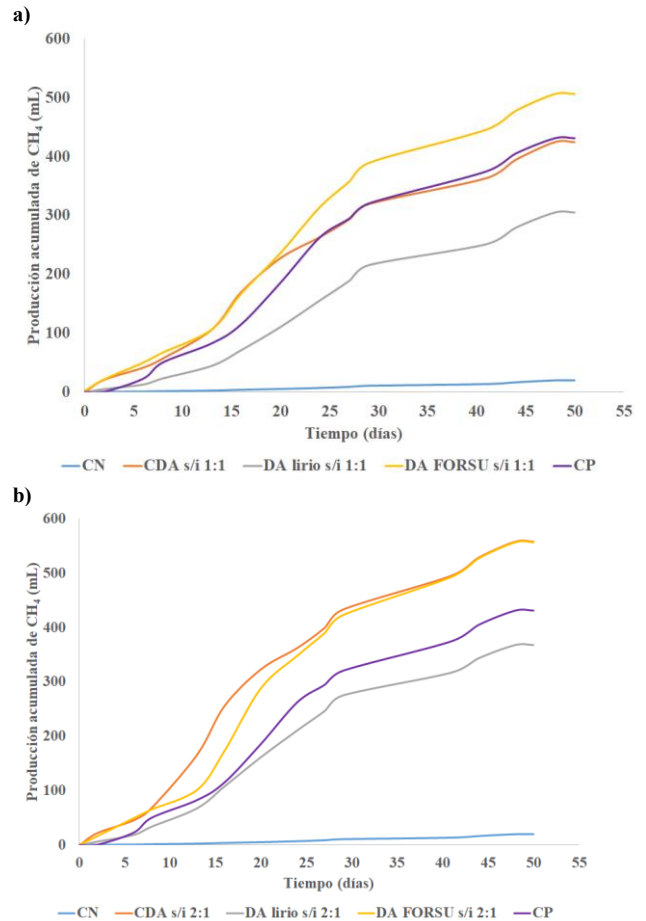 a)
600
500
400
300
200
100
0
Producción acumulada de CH₄ (mL)
0 5 10 15 20 25 30 35 40 45 50 55
Tiempo (días)
CN CDA s/i 1:1 DA lirio s/i 1:1 DA FORSU s/i 1:1 CP
b)
600
500
400
300
200
100
0
Producción acumulada de CH₄ (mL)
0 5 10 15 20 25 30 35 40 45 50 55
Tiempo (días)
CN CDA s/i 2:1 DA lirio s/i 2:1 DA FORSU s/i 2:1 CP